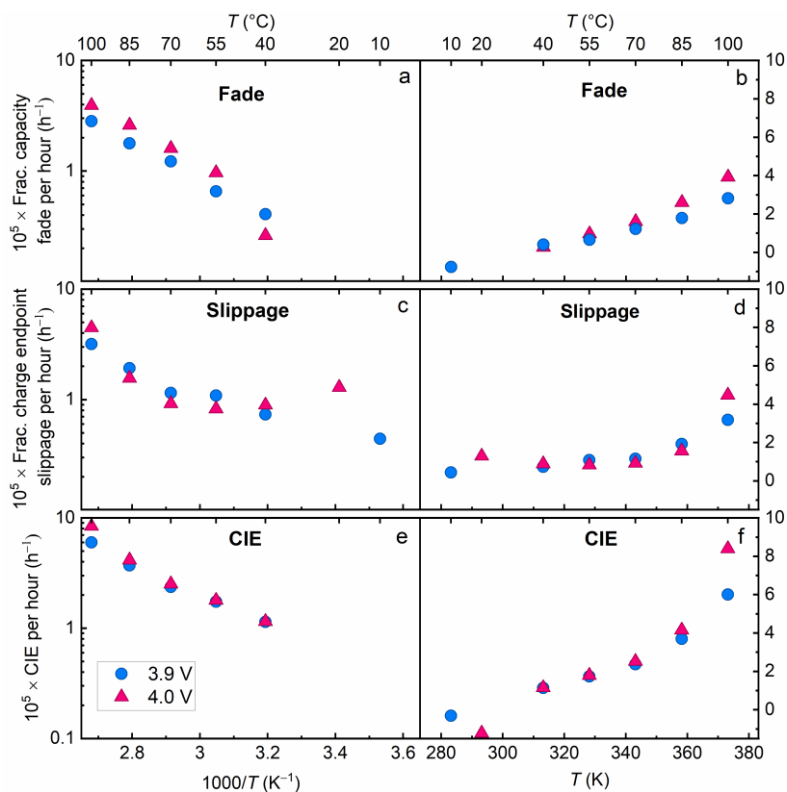 T (°C) T (°C)
100 85 70 55 40 20 10 10 20 40 55 70 85 100
10 a b 10
Fade Fade
8
6
1 4
2
0
10⁵ × Frac. capacity
fade per hour (h⁻¹)
10 c d 10
Slippage Slippage
8
6
1 4
2
0
10⁵ × Frac. charge endpoint
slippage per hour (h⁻¹)
10 e f 10
CIE CIE
8
6
1 4
2
0
0.1
10⁵ × CIE per hour (h⁻¹)
3.9 V
4.0 V
2.8 3 3.2 3.4 3.6 280 300 320 340 360 380
1000/T (K⁻¹) T (K)